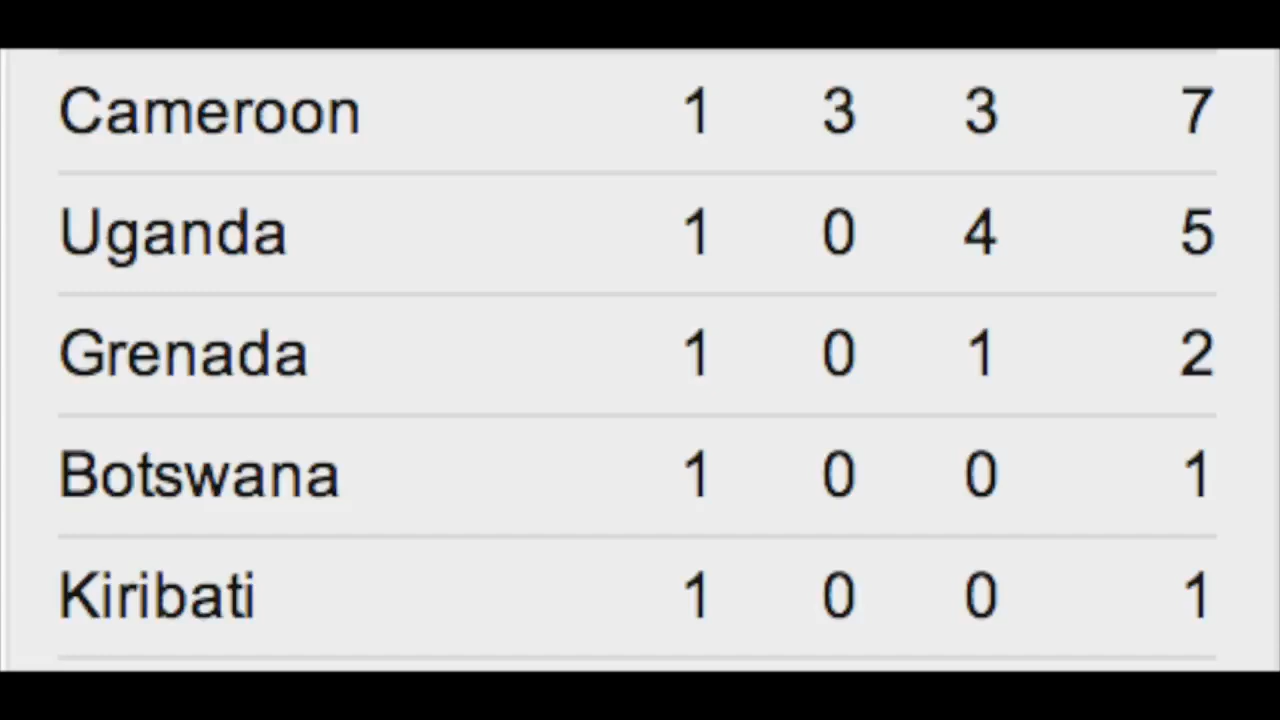 Cameroon 1 3 3 7
Uganda 1 0 4 5
Grenada 1 0 1 2
Botswana 1 0 0 1
Kiribati 1 0 0 1